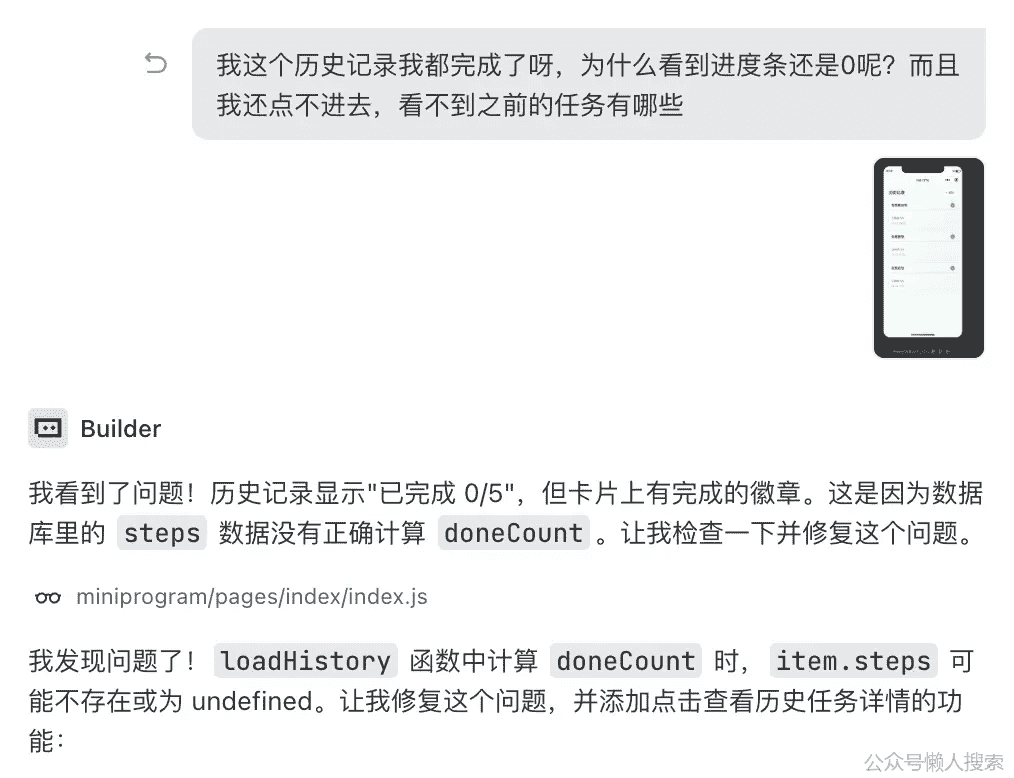 我这个历史记录我都完成了呀，为什么看到进度条还是0呢？而且
我还点不进去，看不到之前的任务有哪些
Builder
我看到了问题！历史记录显示"已完成 0/5"，但卡片上有完成的徽章。这是因为数据
库里的 steps 数据没有正确计算 doneCount 。让我检查一下并修复这个问题。
miniprogram/pages/index/index.js
我发现问题了！ loadHistory 函数中计算 doneCount 时， item.steps 可
能不存在或为 undefined。让我修复这个问题，并添加点击查看历史任务详情的功
能：
公众号懒人搜索